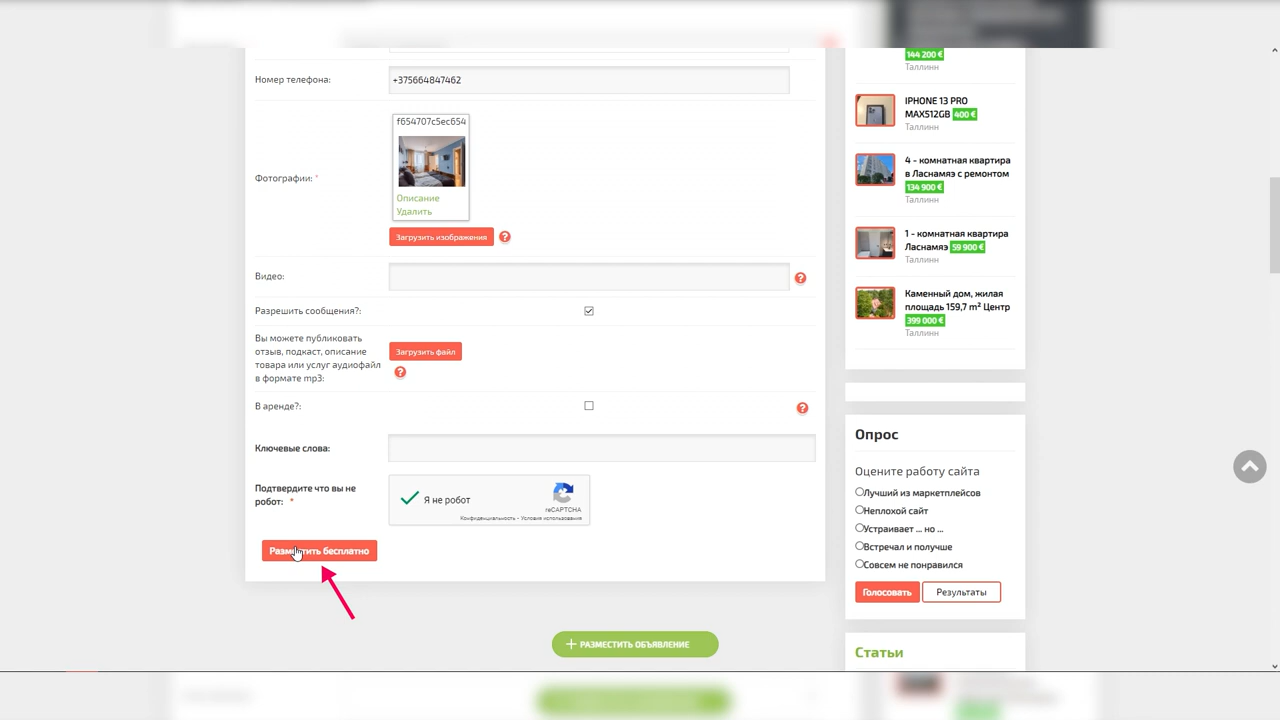 Номер телефона:
+375664847462
f654707c5ec654
Фотографии: *
Описание
Удалить
Загрузить изображения
?
Видео:
?
Разрешить сообщения?:
Вы можете публиковать
отзыв, подкаст, описание
товара или услуг аудиофайл
в формате mp3:
Загрузить файл
?
В аренде?:
?
Ключевые слова:
Подтвердите что вы не
робот: *
Я не робот
reCAPTCHA
Конфиденциальность - Условия использования
Разместить бесплатно
РАЗМЕСТИТЬ ОБЪЯВЛЕНИЕ
144 200 €
Таллинн
IPHONE 13 PRO
MAX512GB 400 €
Таллинн
4 - комнатная квартира
в Ласнамяэ с ремонтом
134 900 €
Таллинн
1 - комнатная квартира
Ласнамяэ 59 900 €
Таллинн
Каменный дом, жилая
площадь 159,7 m² Центр
399 000 €
Таллинн
Опрос
Оцените работу сайта
Лучший из маркетплейсов
Неплохой сайт
Устраивает ... но ...
Встречал и получше
Совсем не понравился
Голосовать
Результаты
Статьи